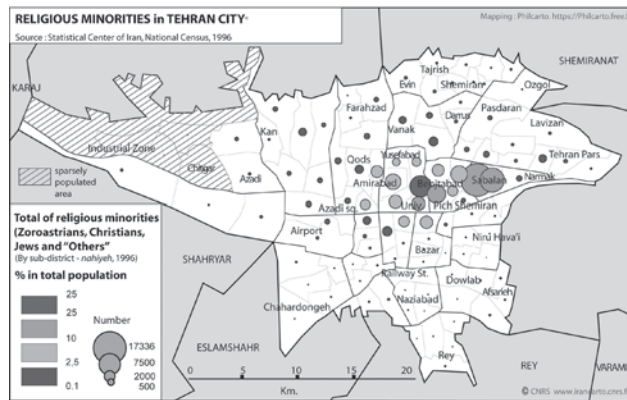 RELIGIOUS MINORITIES in TEHRAN CITY
Source : Statistical Center of Iran, National Census, 1996
Mapping : Philcarto. https://Philcarto.free.
SHEMIRANAT
KARAJ
Tajrish
Evin
Shemiran
Ozgol
Farahzad
Darrus
Pasdaran
Kan
Vanak
Lavizan
Industrial Zone
Yusefabad
Tehran Pars
Chitgar
Qods
Azadi
Amirabad
Behjatabad
Sabalan
Narmak
sparsely
populated
area
Azadi sq.
Univ.
Pich Shemiran
Airport
Niru Hava'i
Bazar
Total of religious minorities
(Zoroastrians, Christians,
Jews and "Others"
(By sub-district - nahiyeh, 1996)
% in total population
SHAHRYAR
Railway St.
Dowlab
Chahardongeh
Naziabad
Afsarieh
25
25
10
2,5
0.1
Number
17336
7500
2000
500
ESLAMSHAHR
Rey
REY
VARAMI
0 5 10 15 20
Km.
© CNRS www.irancarto.cnrs.f